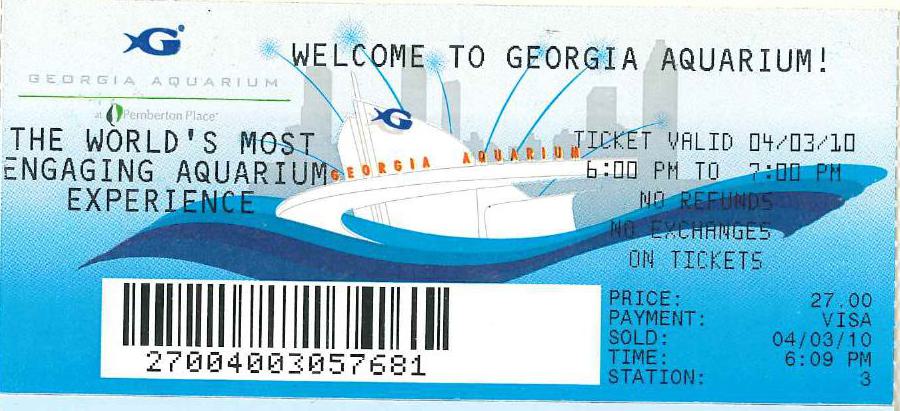 WELCOME TO GEORGIA AQUARIUM!
G
GEORGIA AQUARIUM
at Pemberton Place
THE WORLD'S MOST
ENGAGING AQUARIUM
EXPERIENCE
G
GEORGIA AQUARIUM
TICKET VALID 04/03/10
6:00 PM TO 7:00 PM
NO REFUNDS
NO EXCHANGES
ON TICKETS
27004003057681
PRICE: 27.00
PAYMENT: VISA
SOLD: 04/03/10
TIME: 6:09 PM
STATION: 3